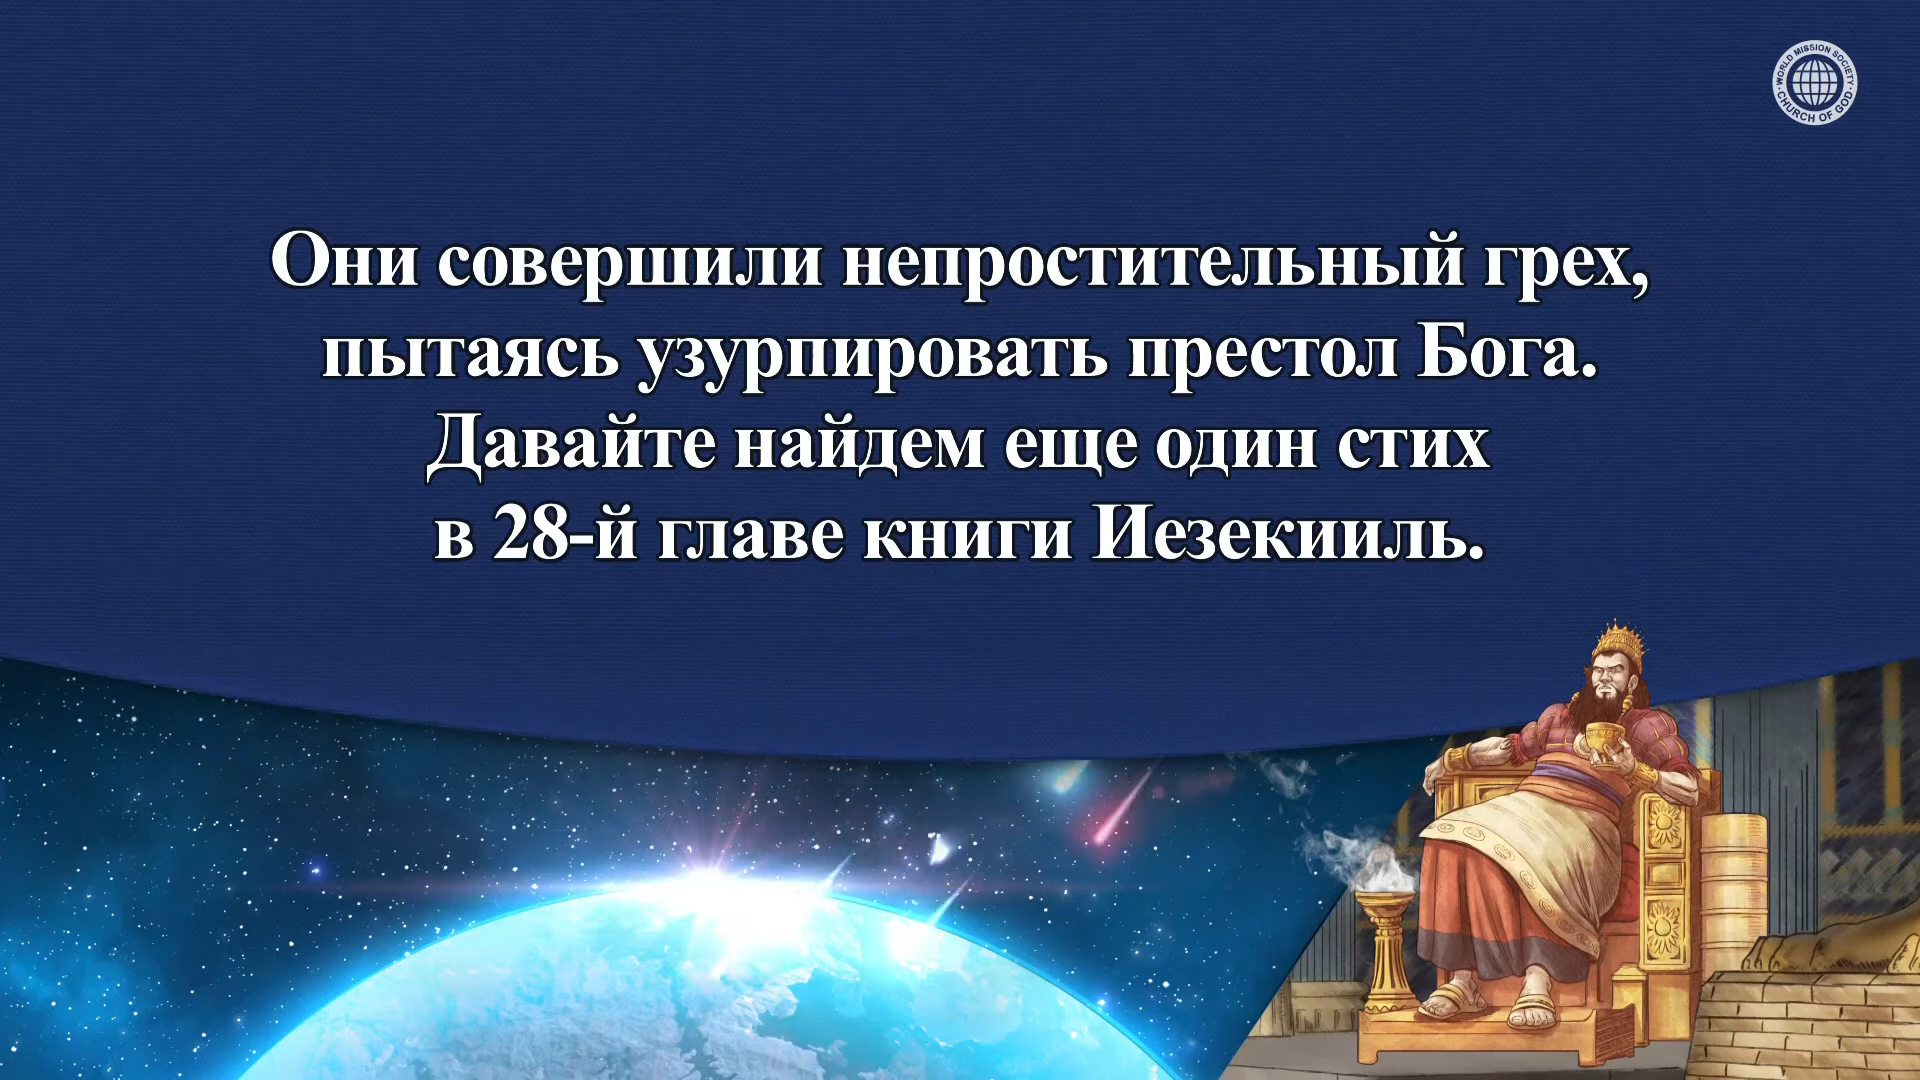 WORLD MISSION SOCIETY
CHURCH OF GOD
Они совершили непростительный грех,
пытаясь узурпировать престол Бога.
Давайте найдем еще один стих
в 28-й главе книги Иезекииль.